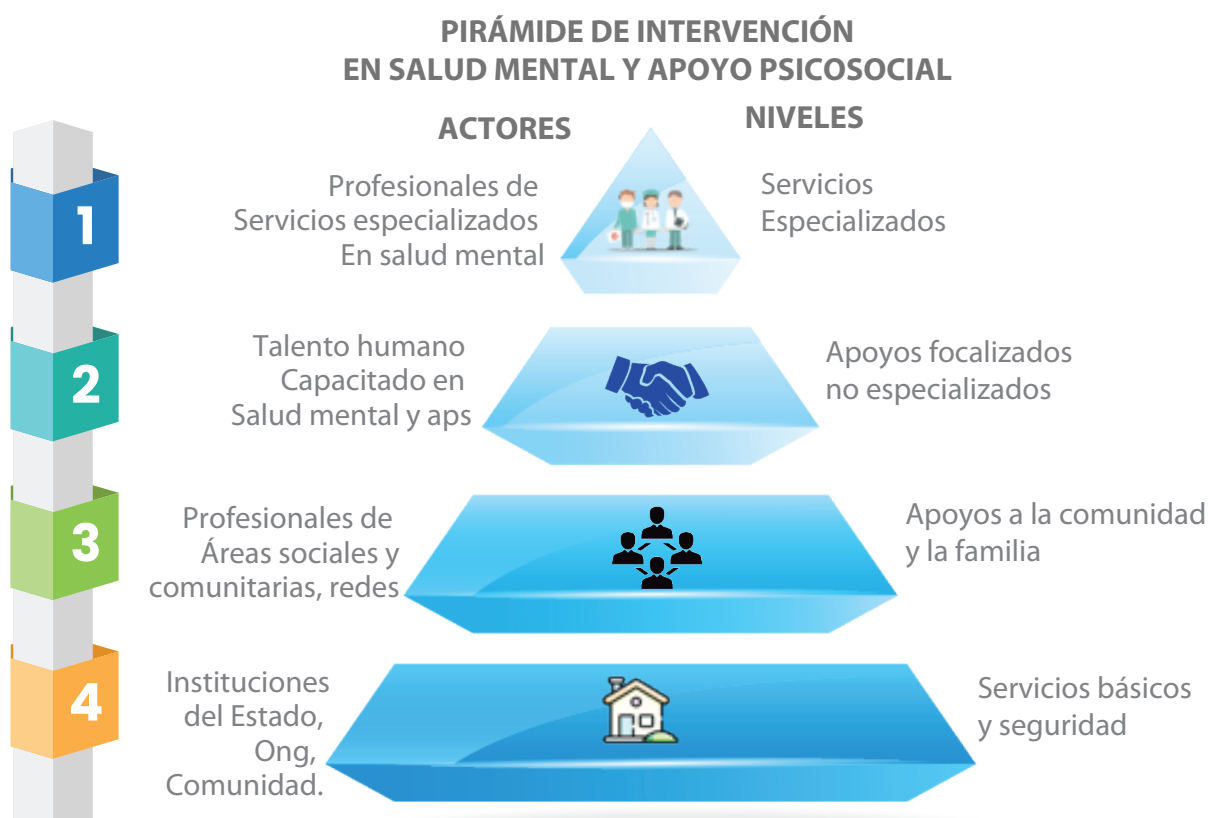 PIRÁMIDE DE INTERVENCIÓN
EN SALUD MENTAL Y APOYO PSICOSOCIAL
ACTORES
NIVELES
1
Profesionales de
Servicios especializados
En salud mental
Servicios
Especializados
2
Talento humano
Capacitado en
Salud mental y aps
Apoyos focalizados
no especializados
3
Profesionales de
Áreas sociales y
comunitarias, redes
Apoyos a la comunidad
y la familia
4
Instituciones
del Estado,
Ong,
Comunidad.
Servicios básicos
y seguridad